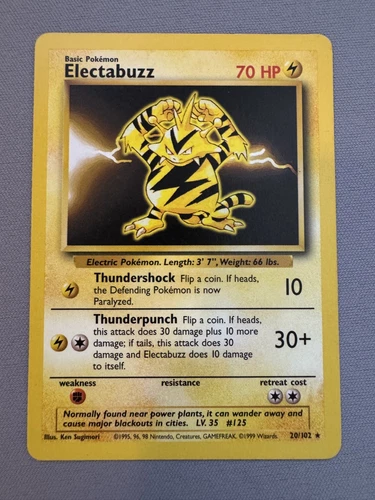 Basic Pokémon
Electabuzz 70 HP
Electric Pokémon. Length: 3' 7", Weight: 66 lbs.
Thundershock Flip a coin. If heads,
the Defending Pokémon is now
Paralyzed.
10
Thunderpunch Flip a coin. If heads,
this attack does 30 damage plus 10 more
damage; if tails, this attack does 30
damage and Electabuzz does 10 damage
to itself.
30+
weakness resistance retreat cost
Normally found near power plants, it can wander away and
cause major blackouts in cities. LV. 35 #125
Illus. Ken Sugimori ©1995, 96, 98 Nintendo, Creatures, GAMEFREAK. ©1999 Wizards. 20/102 ★